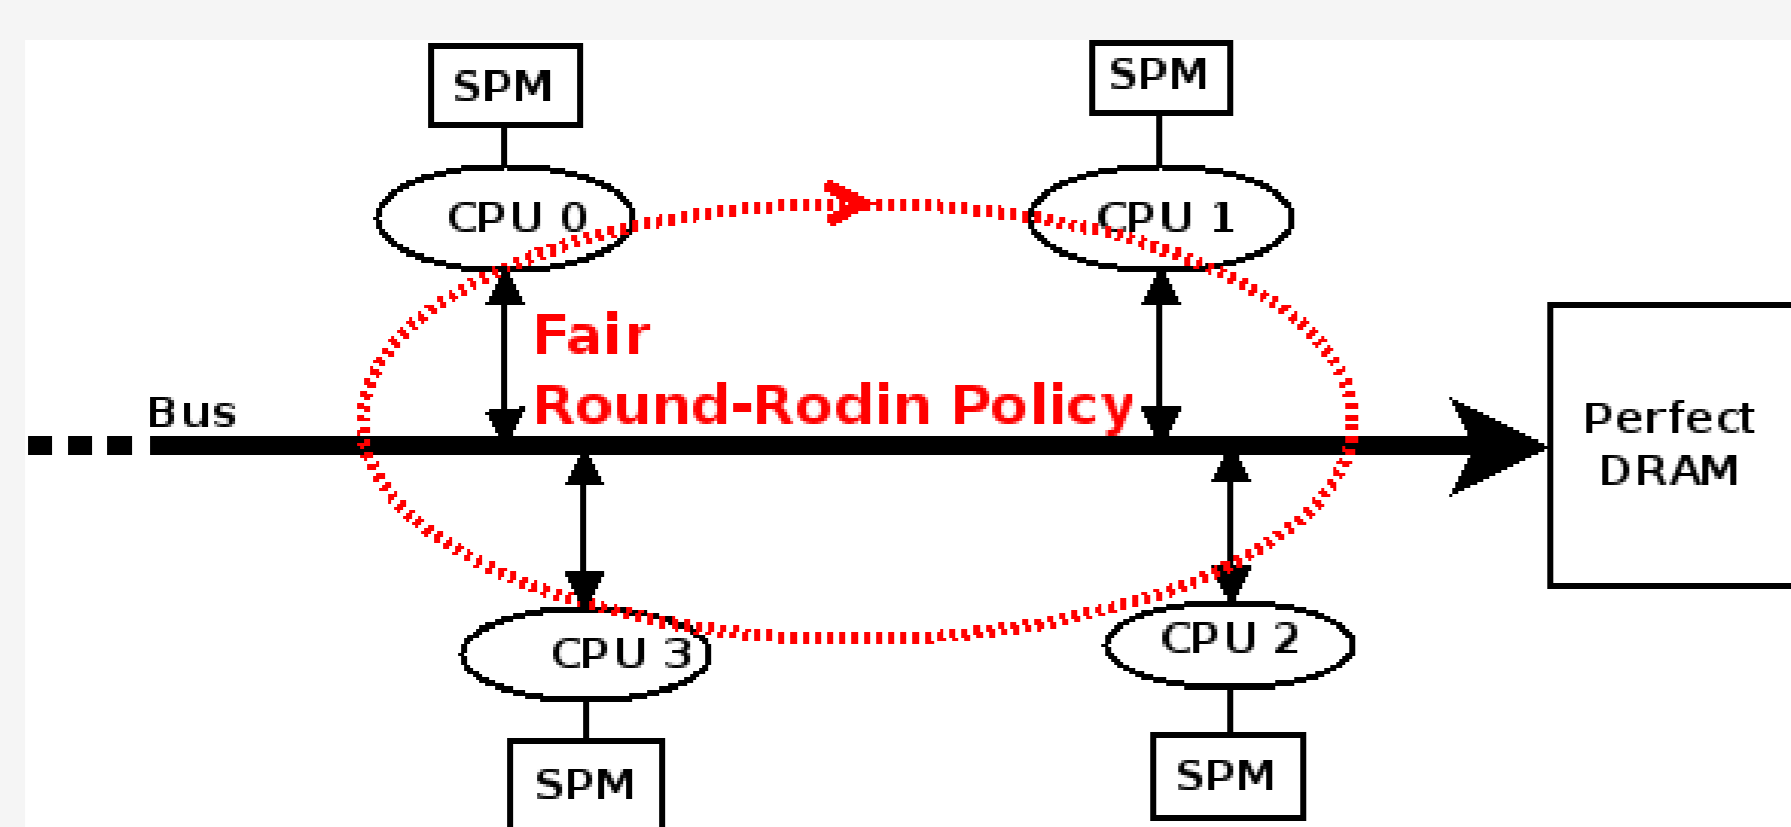 SPM
SPM
CPU 0
CPU 1
Fair
Round-Rodin Policy
Bus
Perfect
DRAM
CPU 3
CPU 2
SPM
SPM